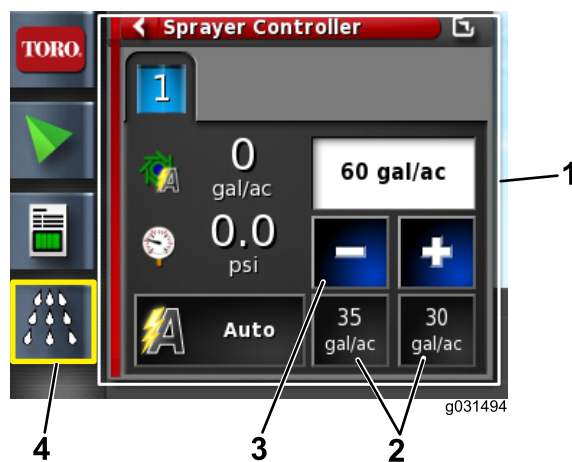 TORO.
Sprayer Controller
1
0
gal/ac
60 gal/ac
0.0
psi
- +
A Auto
35
gal/ac
30
gal/ac
1
2
3
4
g031494